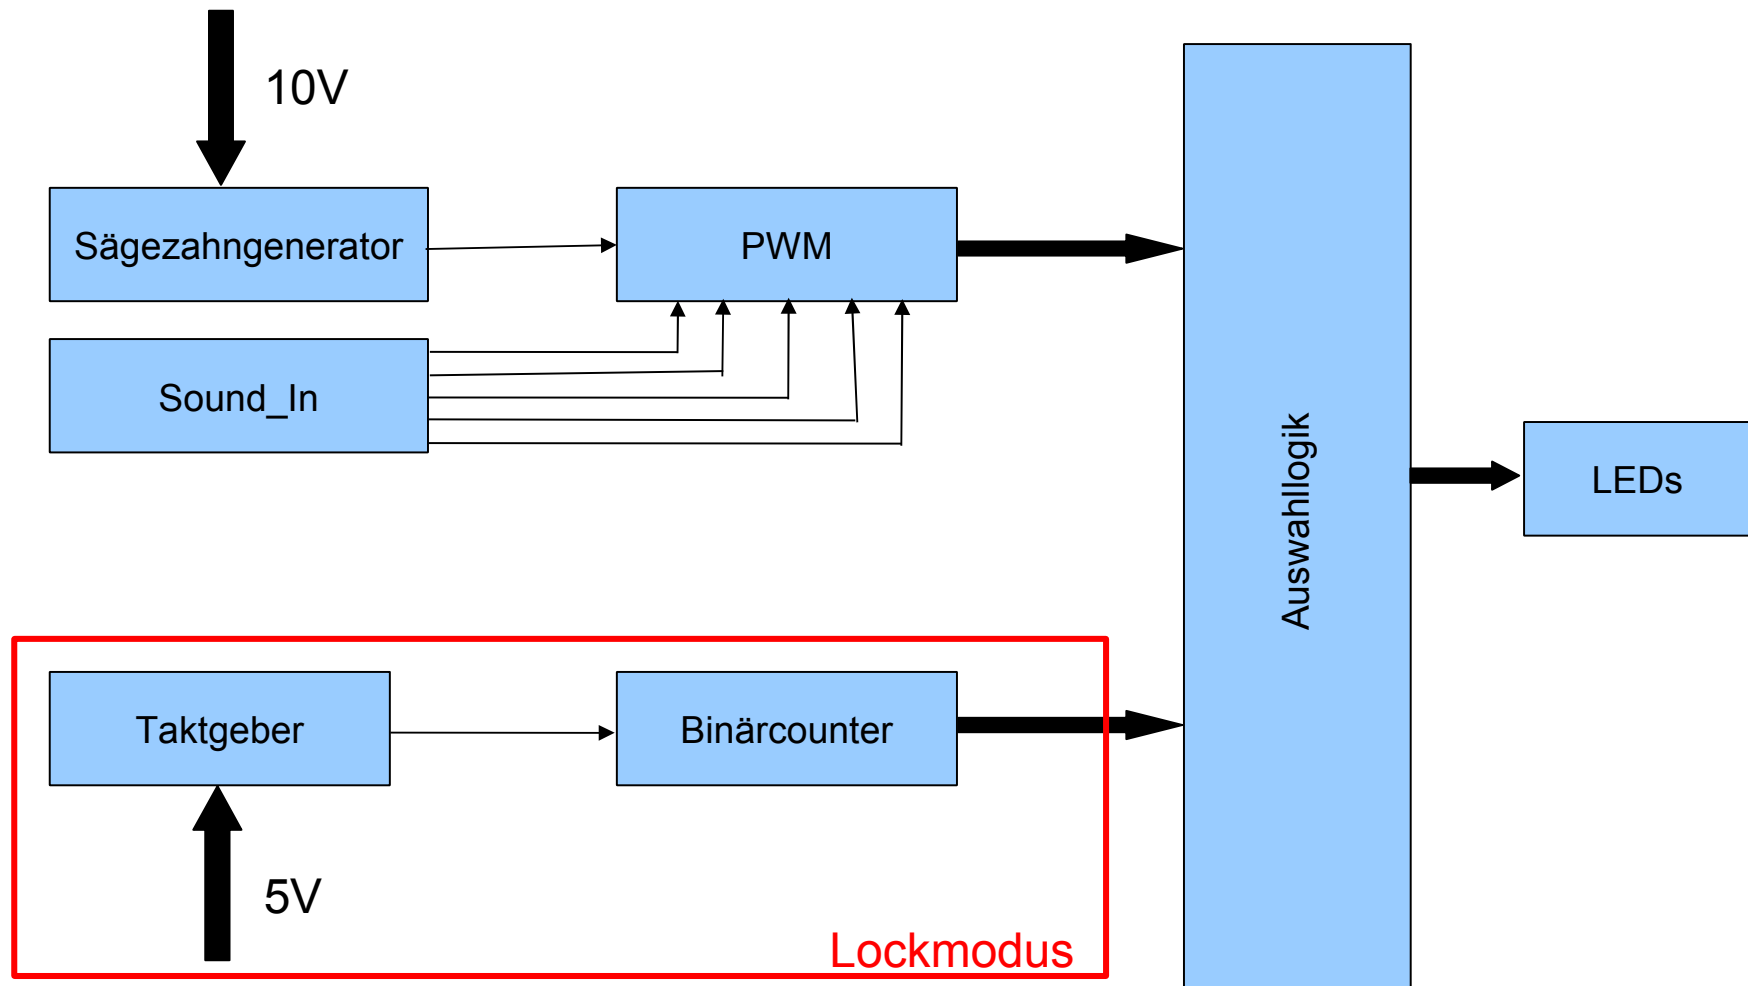 10V
Sägezahngenerator
PWM
Sound_In
Auswahllogik
LEDs
Taktgeber
Binärcounter
5V
Lockmodus